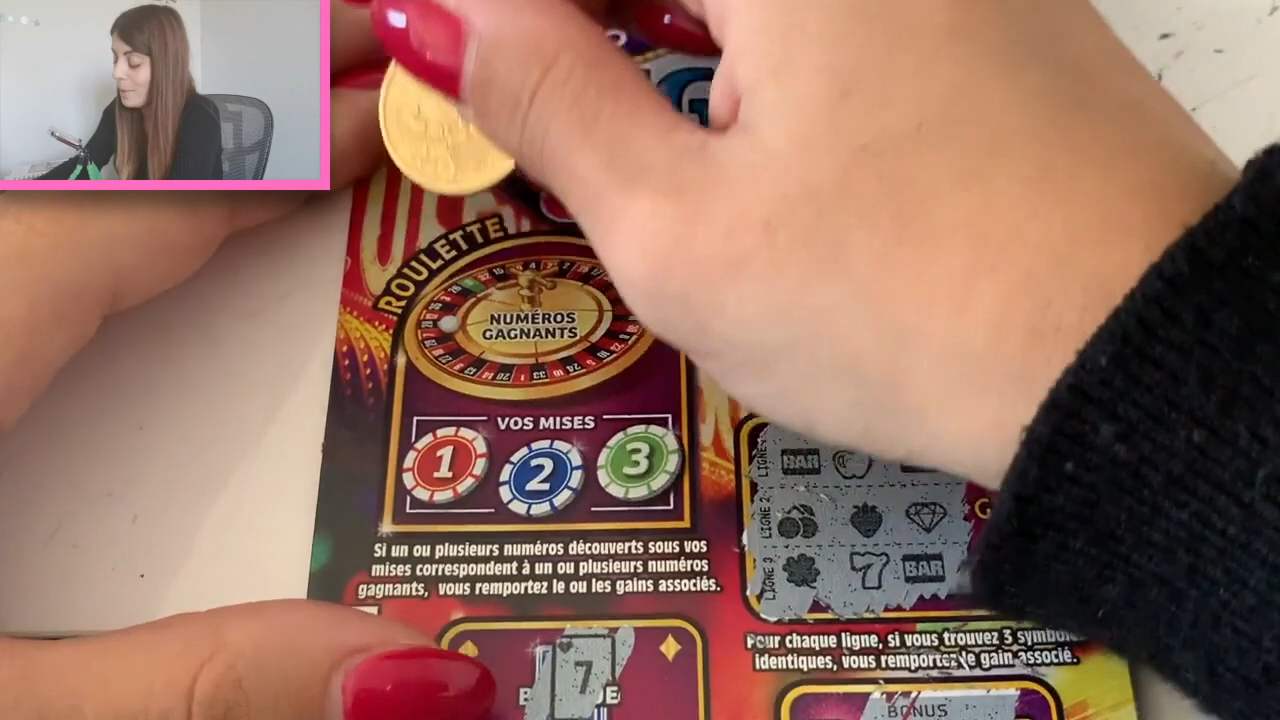 ROULETTE
NUMÉROS
GAGNANTS
VOS MISES
1 2 3
Si un ou plusieurs numéros découverts sous vos
mises correspondent à un ou plusieurs numéros
gagnants, vous remportez le ou les gains associés.
LIGNE
BAR
LIGNE 2
LIGNE 3
7 BAR
Pour chaque ligne, si vous trouvez 3 symbole
identiques, vous remportez le gain associé.
7
BONUS